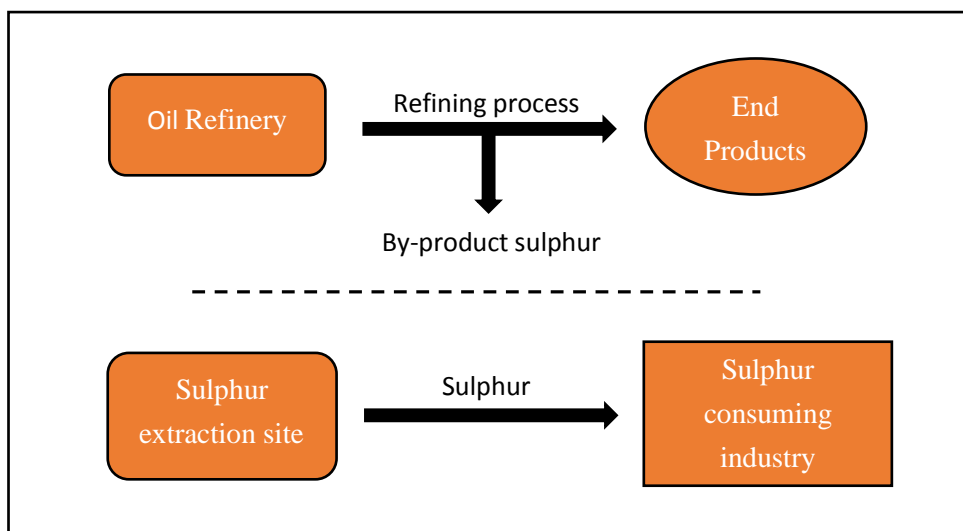 Oil Refinery
Refining process
End
Products
By-product sulphur
Sulphur
extraction site
Sulphur
Sulphur
consuming
industry